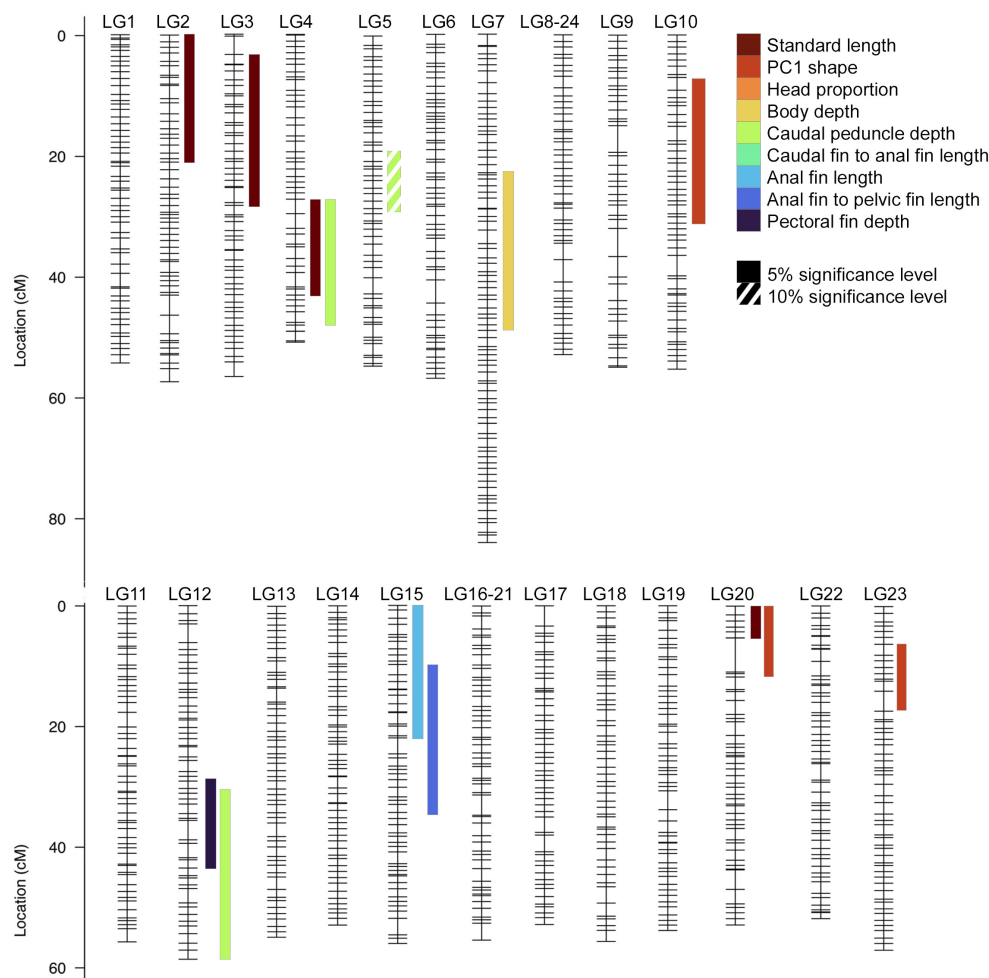 LG1 LG2 LG3 LG4 LG5 LG6 LG7 LG8-24 LG9 LG10
0
20
40
60
80
Location (cM)
Standard length
PC1 shape
Head proportion
Body depth
Caudal peduncle depth
Caudal fin to anal fin length
Anal fin length
Anal fin to pelvic fin length
Pectoral fin depth
5% significance level
10% significance level
LG11 LG12 LG13 LG14 LG15 LG16-21 LG17 LG18 LG19 LG20 LG22 LG23
0
20
40
60
Location (cM)